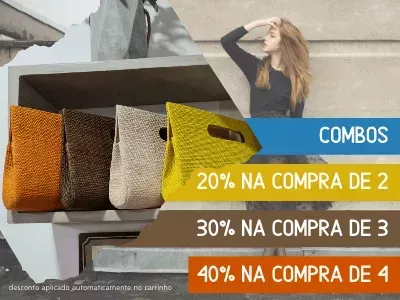 COMBOS
20% NA COMPRA DE 2
30% NA COMPRA DE 3
40% NA COMPRA DE 4
desconto aplicado automaticamente no carrinho